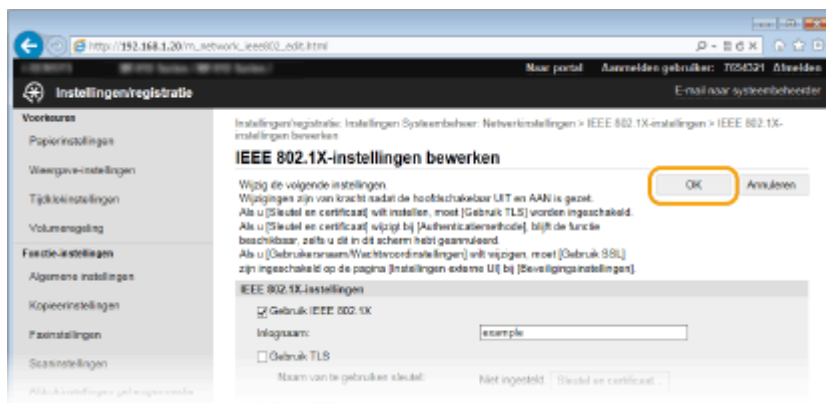 http://192.168.1.20/m_network_ieee802_edit.html
Naar portal Aanmelden gebruiker: 7654321 Afmelden
Instellingen/registratie
E-mail naar systeembeheerder
Voorkeuren
Papierinstellingen
Weergave-instellingen
Tijdklokinstellingen
Volumeregeling
Functie-instellingen
Algemene instellingen
Kopieerinstellingen
Faxinstellingen
Scaninstellingen
Instellingen/registratie: Instellingen Systeembeheer: Netwerkinstellingen > IEEE 802.1X-instellingen > IEEE 802.1X-
instellingen bewerken
IEEE 802.1X-instellingen bewerken
Wijzig de volgende instellingen.
Wijzigingen zijn van kracht nadat de hoofdschakelaar UIT en AAN is gezet.
Als u [Sleutel en certificaat] wilt instellen, moet [Gebruik TLS] worden ingeschakeld.
Als u [Sleutel en certificaat] wijzigt bij [Authenticatiemethode], blijft de functie
beschikbaar, zelfs u dit in dit scherm hebt geannuleerd.
Als u [Gebruikersnaam/Wachtwoordinstellingen] wilt wijzigen, moet [Gebruik SSL]
zijn ingeschakeld op de pagina [Instellingen externe UI] bij [Beveiligingsinstellingen].
OK Annuleren
IEEE 802.1X-instellingen
Gebruik IEEE 802.1X
Inlognaam: example
Gebruik TLS
Naam van te gebruiken sleutel: Niet ingesteld. Sleutel en certificaat...